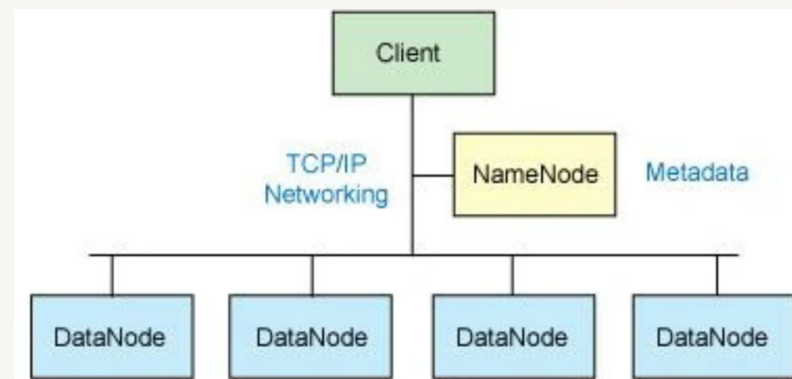 Client
TCP/IP
Networking
NameNode
Metadata
DataNode
DataNode
DataNode
DataNode